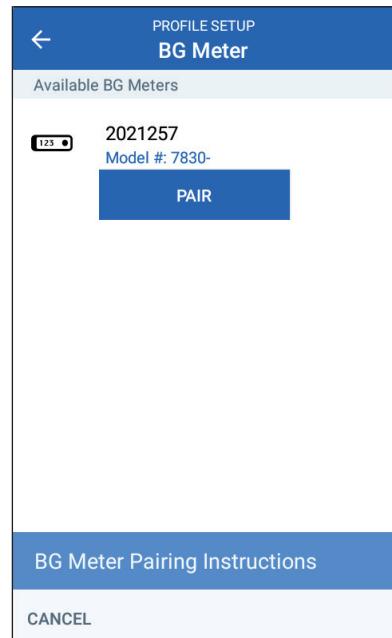 PROFILE SETUP
BG Meter
Available BG Meters
123
2021257
Model #: 7830-
PAIR
BG Meter Pairing Instructions
CANCEL